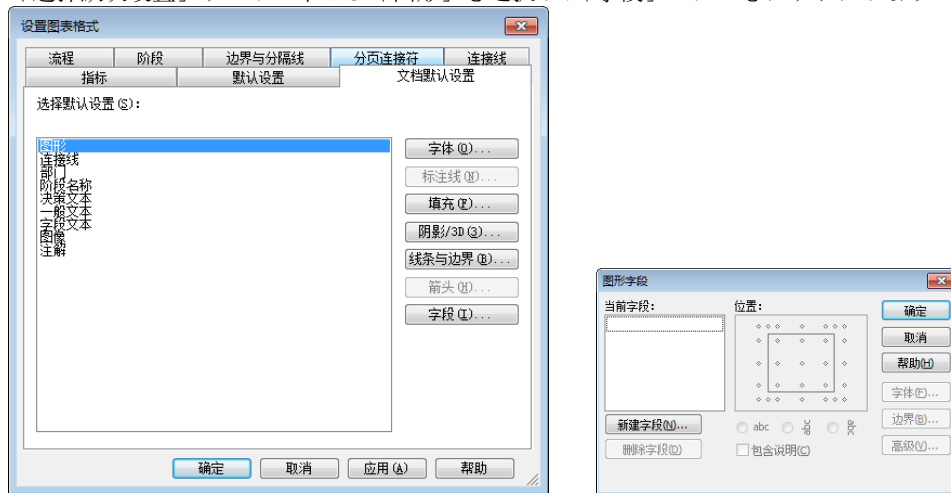 设置图表格式
流程 阶段 边界与分隔线 分页连接符 连接线
指标 默认设置 文档默认设置
选择默认设置(S)：
图形
连接线
部门
阶段名称
决策文本
一般文本
字段文本
图像
注解
字体(O)...
标注线(N)...
填充(F)...
阴影/3D(3)...
线条与边界(B)...
箭头(H)...
字段(I)...
确定 取消 应用(A) 帮助
图形字段
当前字段： 位置：
确定
取消
帮助(H)
字体(F)...
边界(B)...
高级(V)...
新建字段(N)...
删除字段(D)
abc abc abc
包含说明(C)